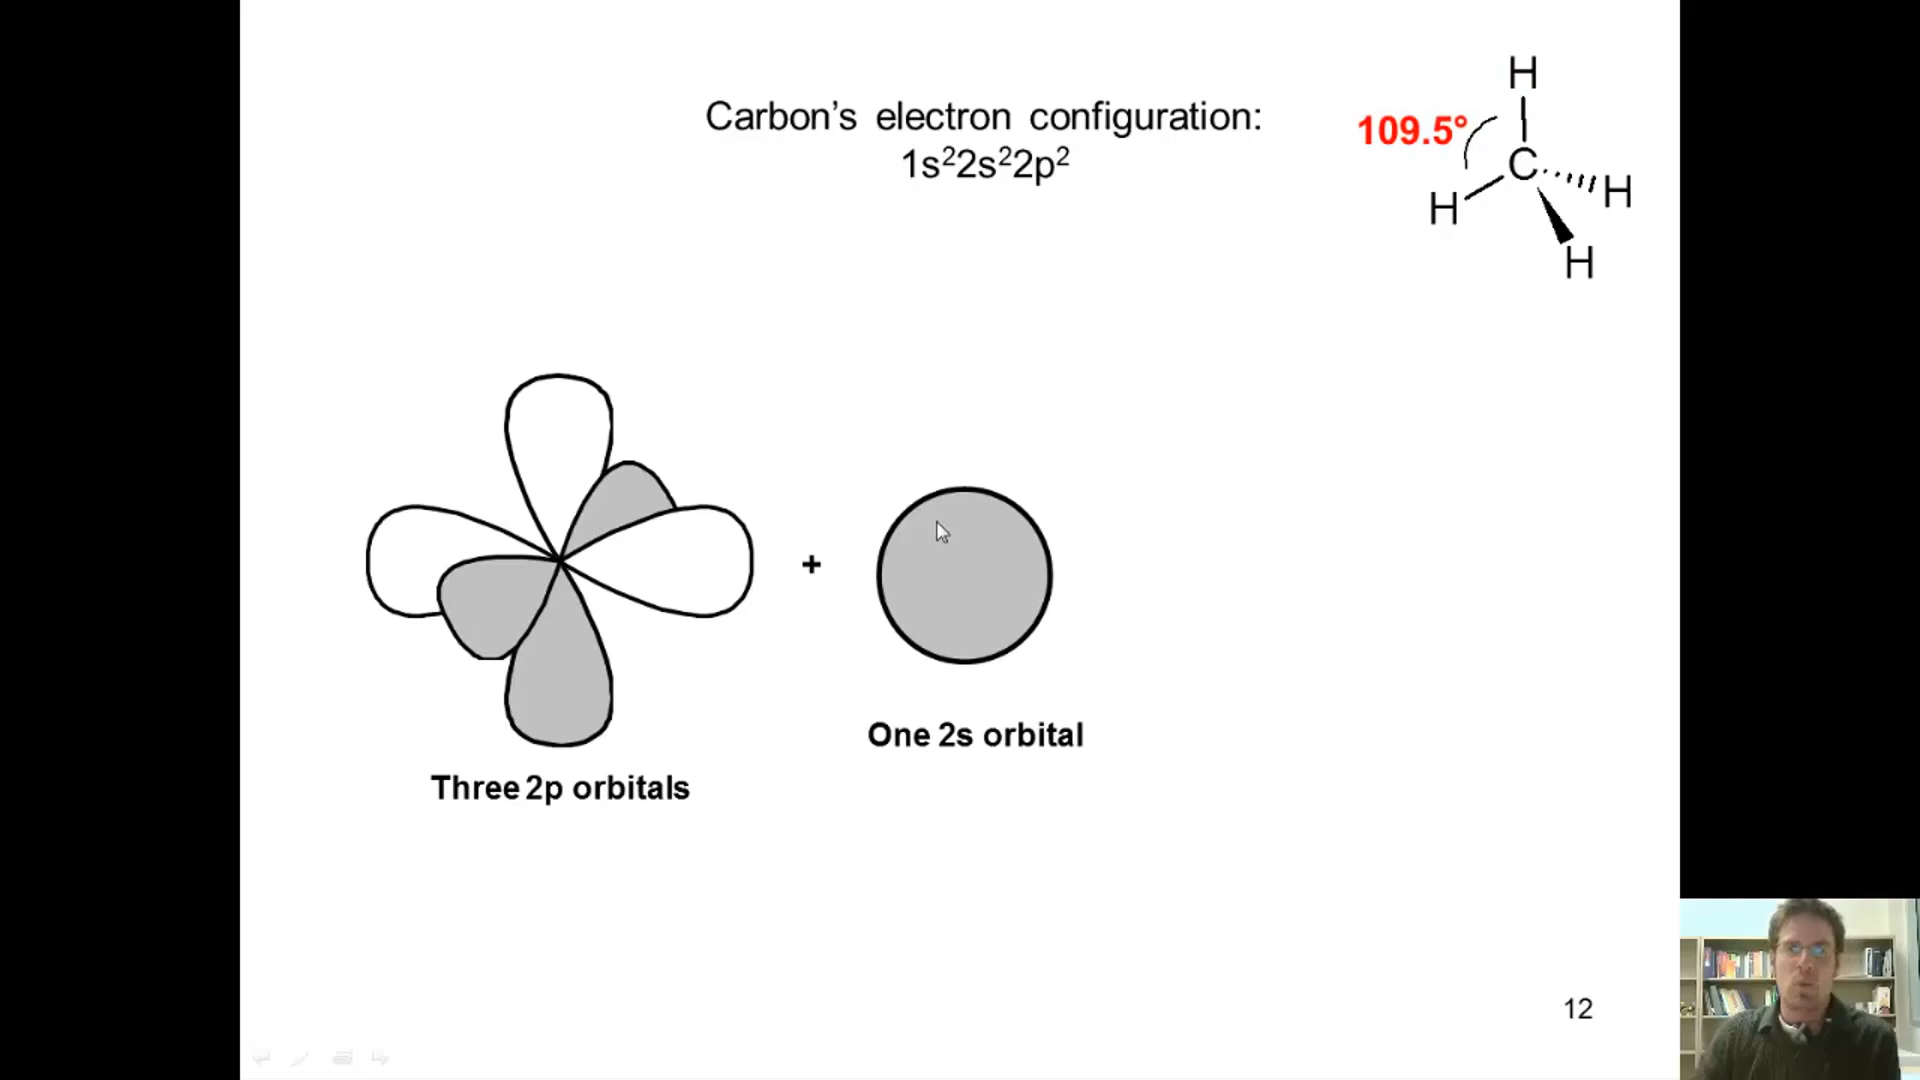 Carbon's electron configuration:
1s²2s²2p²
H
109.5°
C
H
H
H
+
One 2s orbital
Three 2p orbitals
12